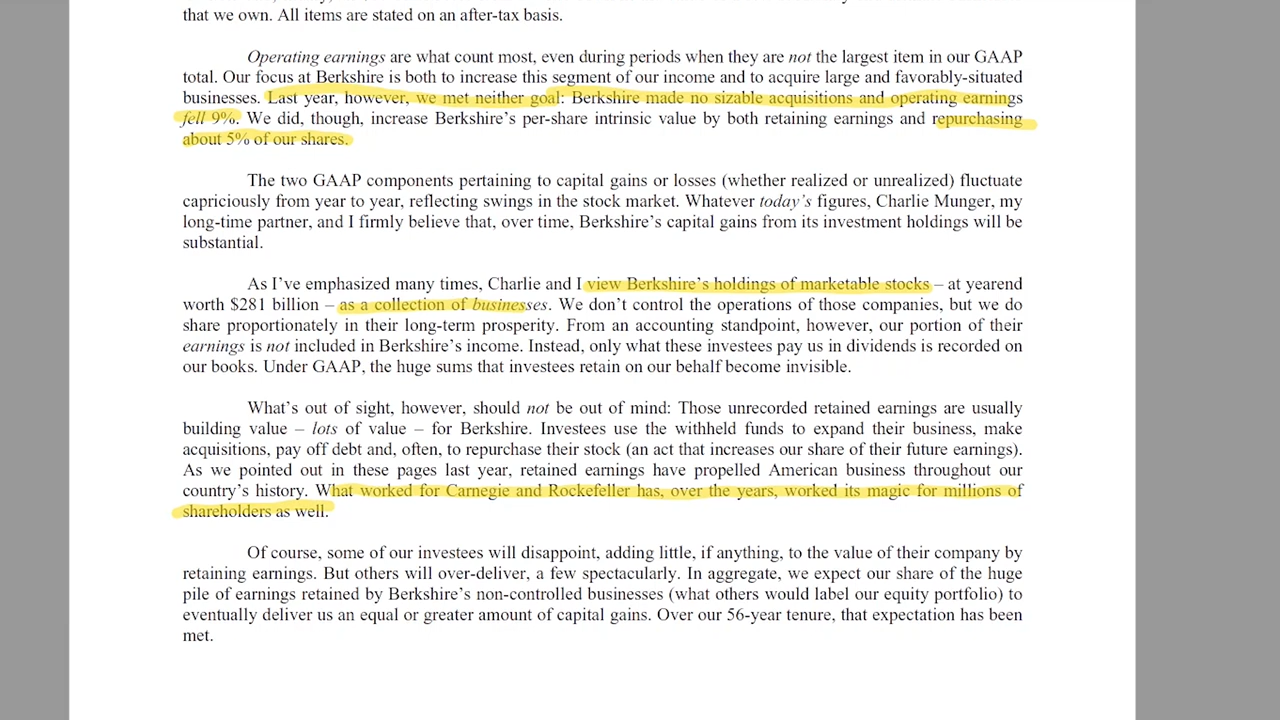 that we own. All items are stated on an after-tax basis.
Operating earnings are what count most, even during periods when they are not the largest item in our GAAP
total. Our focus at Berkshire is both to increase this segment of our income and to acquire large and favorably-situated
businesses. Last year, however, we met neither goal: Berkshire made no sizable acquisitions and operating earnings
fell 9%. We did, though, increase Berkshire's per-share intrinsic value by both retaining earnings and repurchasing
about 5% of our shares.
The two GAAP components pertaining to capital gains or losses (whether realized or unrealized) fluctuate
capriciously from year to year, reflecting swings in the stock market. Whatever today's figures, Charlie Munger, my
long-time partner, and I firmly believe that, over time, Berkshire's capital gains from its investment holdings will be
substantial.
As I've emphasized many times, Charlie and I view Berkshire's holdings of marketable stocks – at yearend
worth $281 billion – as a collection of businesses. We don't control the operations of those companies, but we do
share proportionately in their long-term prosperity. From an accounting standpoint, however, our portion of their
earnings is not included in Berkshire's income. Instead, only what these investees pay us in dividends is recorded on
our books. Under GAAP, the huge sums that investees retain on our behalf become invisible.
What's out of sight, however, should not be out of mind: Those unrecorded retained earnings are usually
building value – lots of value – for Berkshire. Investees use the withheld funds to expand their business, make
acquisitions, pay off debt and, often, to repurchase their stock (an act that increases our share of their future earnings).
As we pointed out in these pages last year, retained earnings have propelled American business throughout our
country's history. What worked for Carnegie and Rockefeller has, over the years, worked its magic for millions of
shareholders as well.
Of course, some of our investees will disappoint, adding little, if anything, to the value of their company by
retaining earnings. But others will over-deliver, a few spectacularly. In aggregate, we expect our share of the huge
pile of earnings retained by Berkshire's non-controlled businesses (what others would label our equity portfolio) to
eventually deliver us an equal or greater amount of capital gains. Over our 56-year tenure, that expectation has been
met.